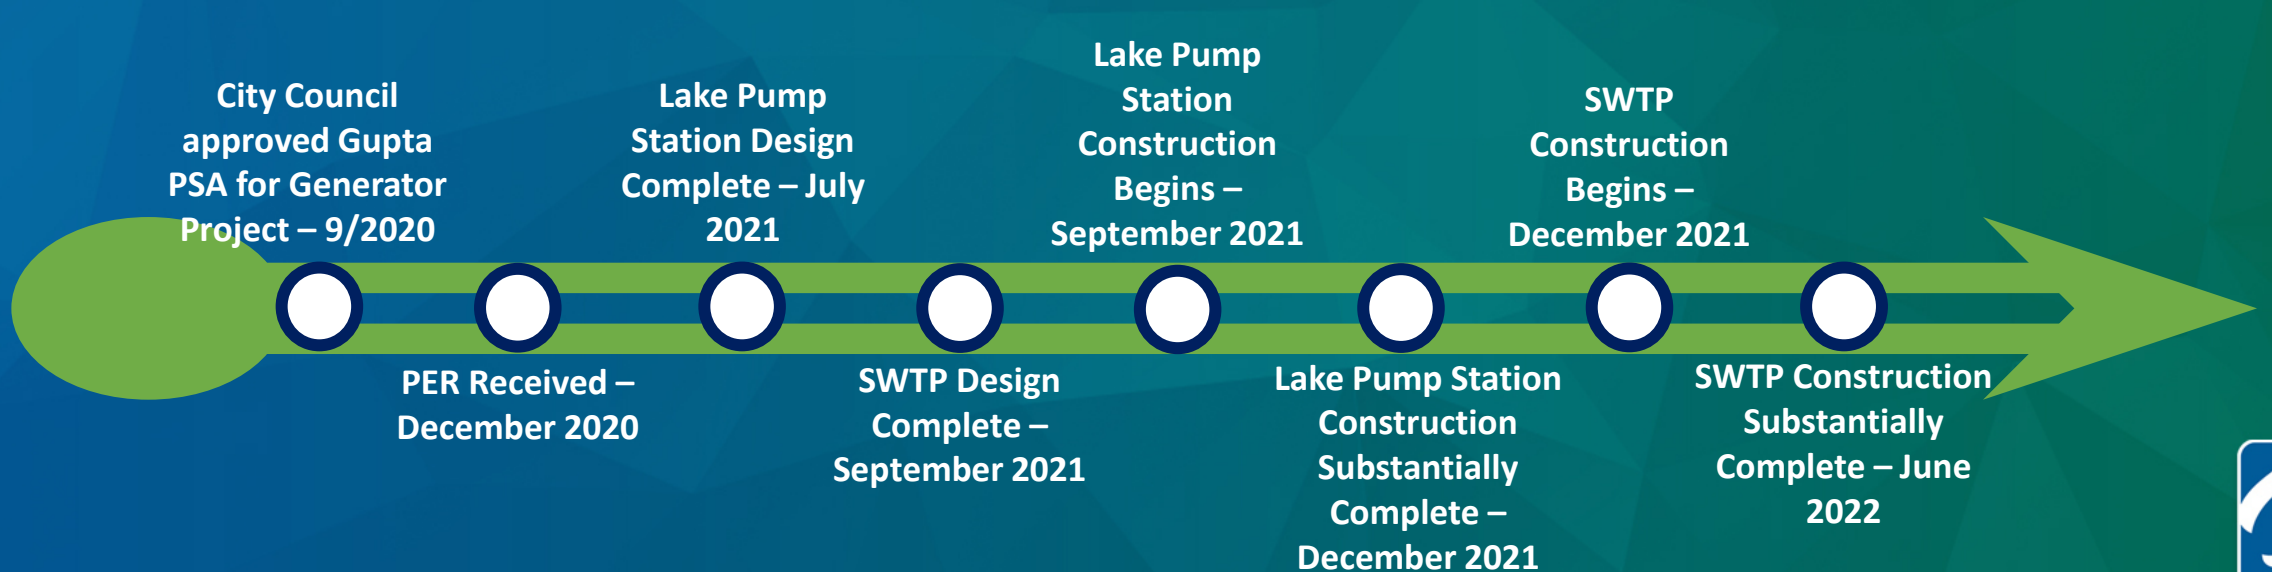 City Council
approved Gupta
PSA for Generator
Project – 9/2020
PER Received –
December 2020
Lake Pump
Station Design
Complete – July
2021
SWTP Design
Complete –
September 2021
Lake Pump
Station
Construction
Begins –
September 2021
Lake Pump Station
Construction
Substantially
Complete –
December 2021
SWTP
Construction
Begins –
December 2021
SWTP Construction
Substantially
Complete – June
2022